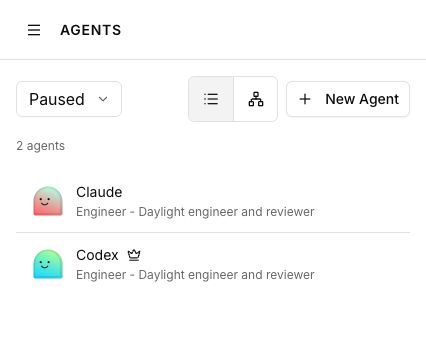 AGENTS
Paused
New Agent
2 agents
Claude
Engineer - Daylight engineer and reviewer
Codex
Engineer - Daylight engineer and reviewer